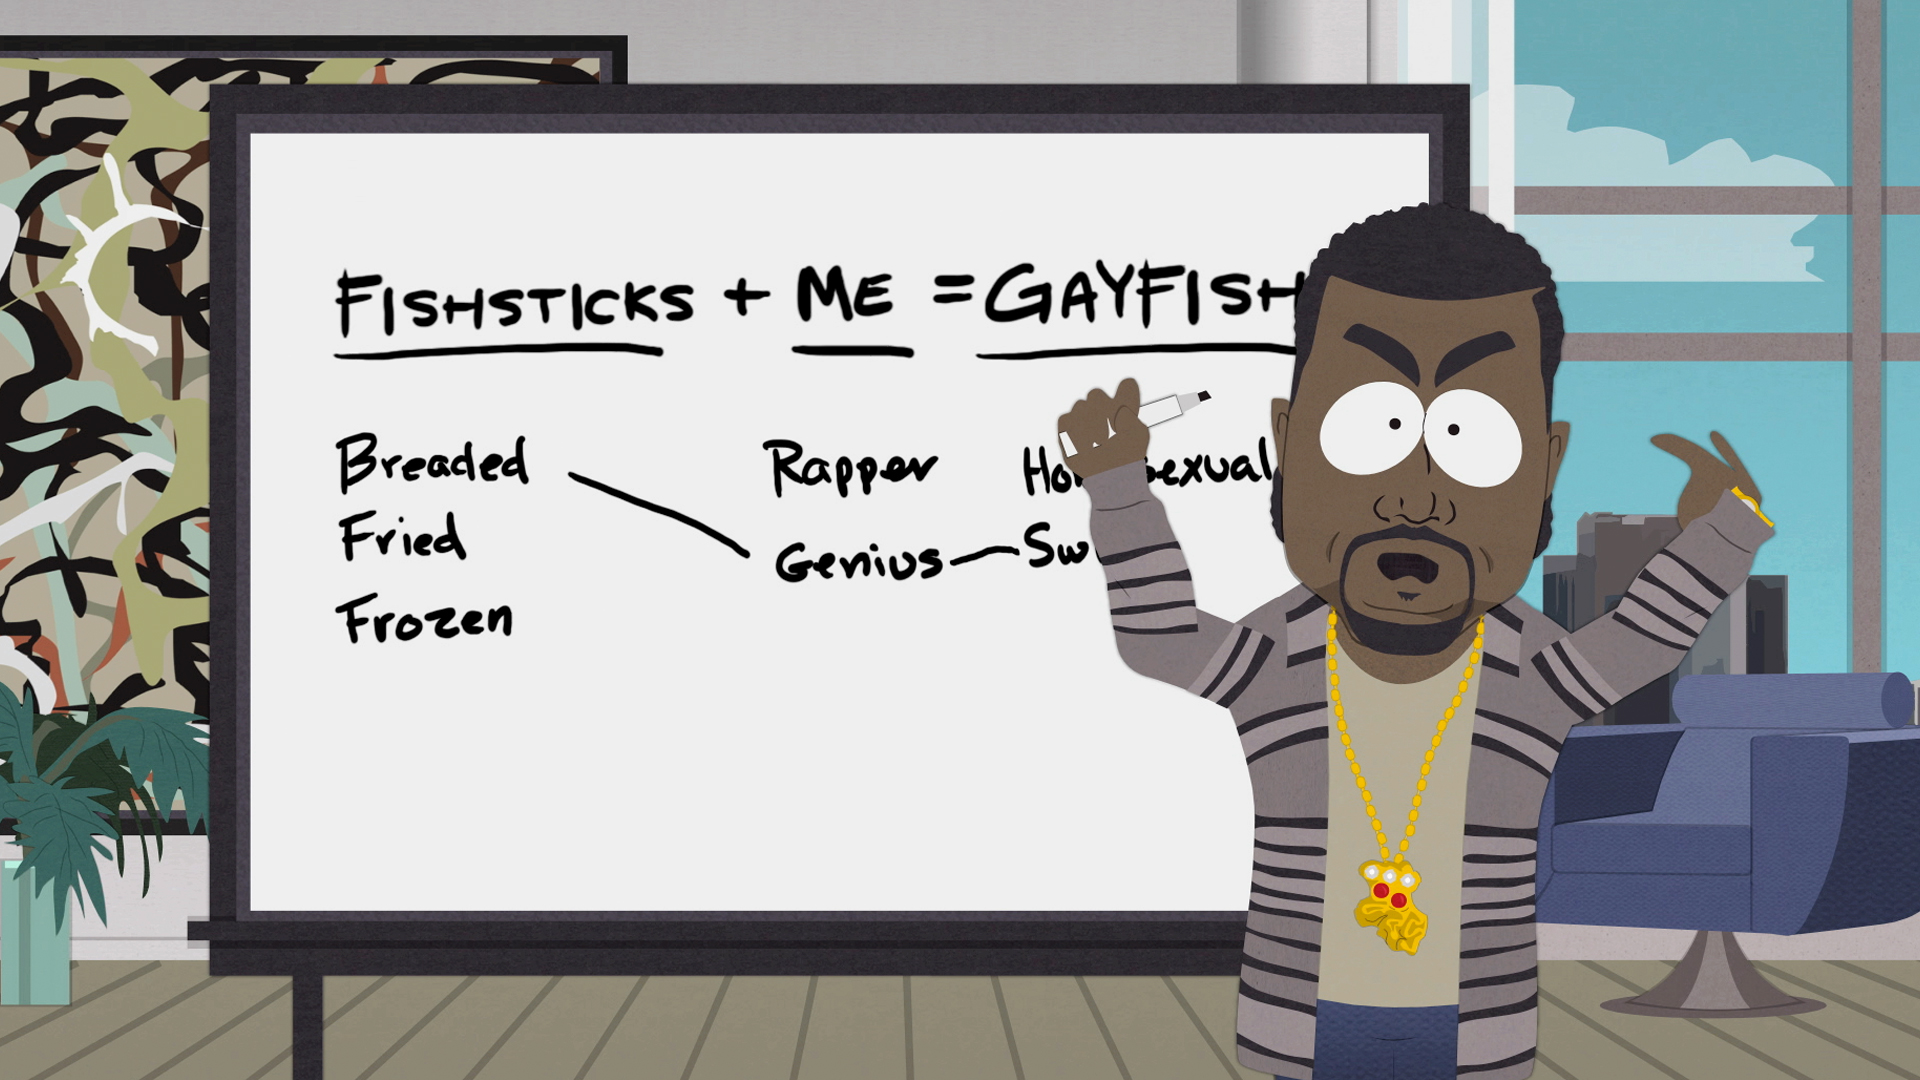 FISHSTICKS + ME = GAYFISH
Breaded Rapper
Fried Genius
Frozen